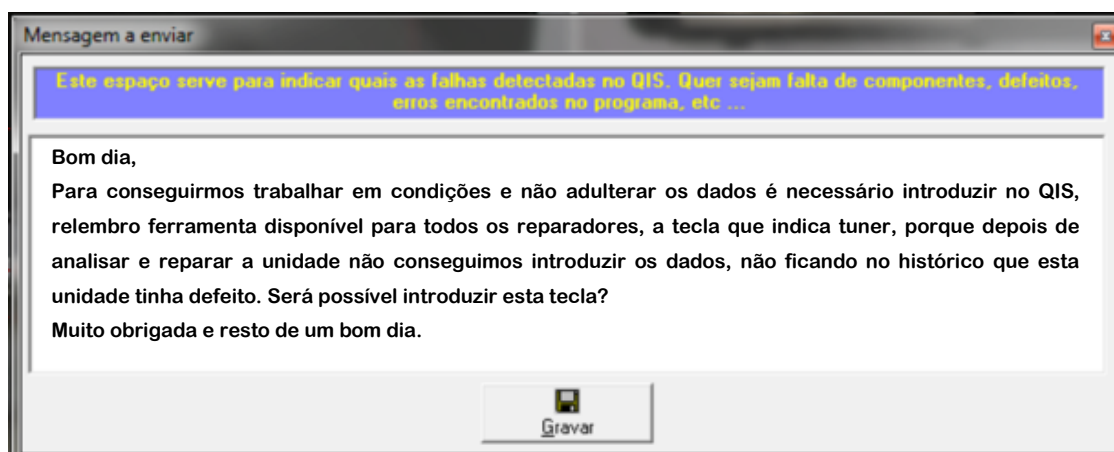 Mensagem a enviar
Este espaço serve para indicar quais as falhas detectadas no QIS. Quer sejam falta de componentes, defeitos,
erros encontrados no programa, etc ...
Bom dia,
Para conseguirmos trabalhar em condições e não adulterar os dados é necessário introduzir no QIS,
relembro ferramenta disponível para todos os reparadores, a tecla que indica tuner, porque depois de
analisar e reparar a unidade não conseguimos introduzir os dados, não ficando no histórico que esta
unidade tinha defeito. Será possível introduzir esta tecla?
Muito obrigada e resto de um bom dia.
Gravar